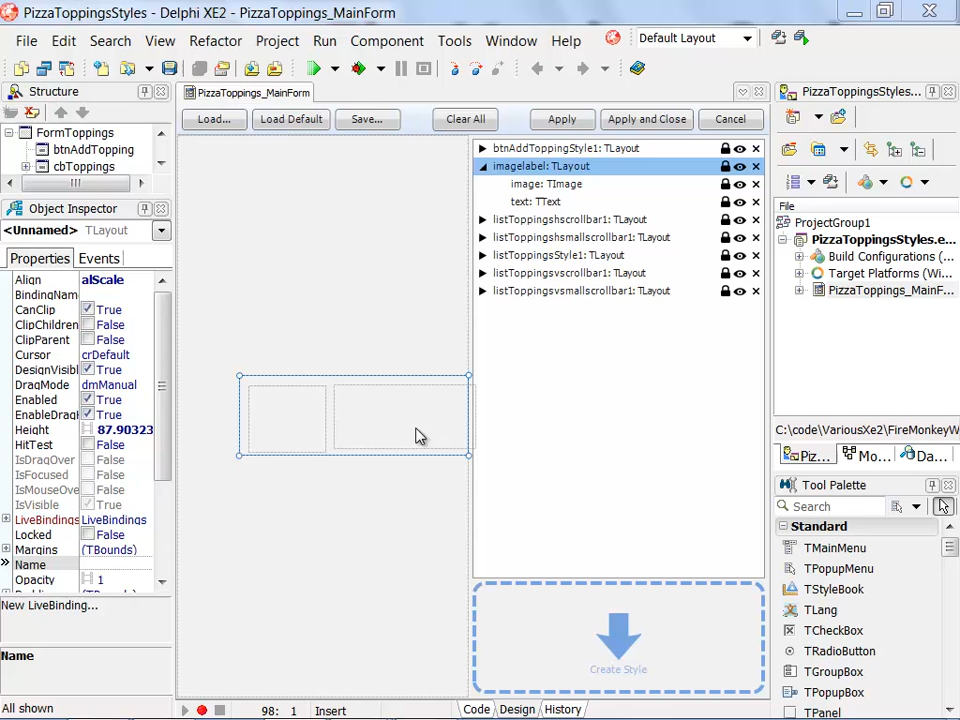 PizzaToppingsStyles - Delphi XE2 - PizzaToppings_MainForm
File Edit Search View Refactor Project Run Component Tools Window Help
Default Layout
Structure
PizzaToppings_MainForm
PizzaToppingsStyles...
FormToppings
btnAddTopping
cbToppings
Load... Load Default Save... Clear All Apply Apply and Close Cancel
Object Inspector
<Unnamed> TLayout
Properties Events
Align alScale
BindingName
CanClip True
ClipChildren False
ClipParent False
Cursor crDefault
DesignVisible True
DragMode dmManual
Enabled True
EnableDrag True
Height 87.90323
HitTest False
IsDragOver False
IsFocused False
IsMouseOve False
IsVisible True
LiveBindings LiveBindings
Locked False
Margins (TBounds)
Name
Opacity 1
New LiveBinding...
Name
All shown
btnAddToppingStyle1: TLayout
imagelabel: TLayout
image: TImage
text: TText
listToppingshscrollbar1: TLayout
listToppingshsmallscrollbar1: TLayout
listToppingsStyle1: TLayout
listToppingsvscrollbar1: TLayout
listToppingsvsmallscrollbar1: TLayout
Create Style
98: 1 Insert
Code Design History
File
ProjectGroup1
PizzaToppingsStyles.e...
Build Configurations (...
Target Platforms (Wi...
PizzaToppings_MainF...
C:\code\VariousXe2\FireMonkeyW
Piz... Mo... Da...
Tool Palette
Search
Standard
TMainMenu
TPopupMenu
TStyleBook
TLang
TCheckBox
TRadioButton
TGroupBox
TPopupBox
TPanel